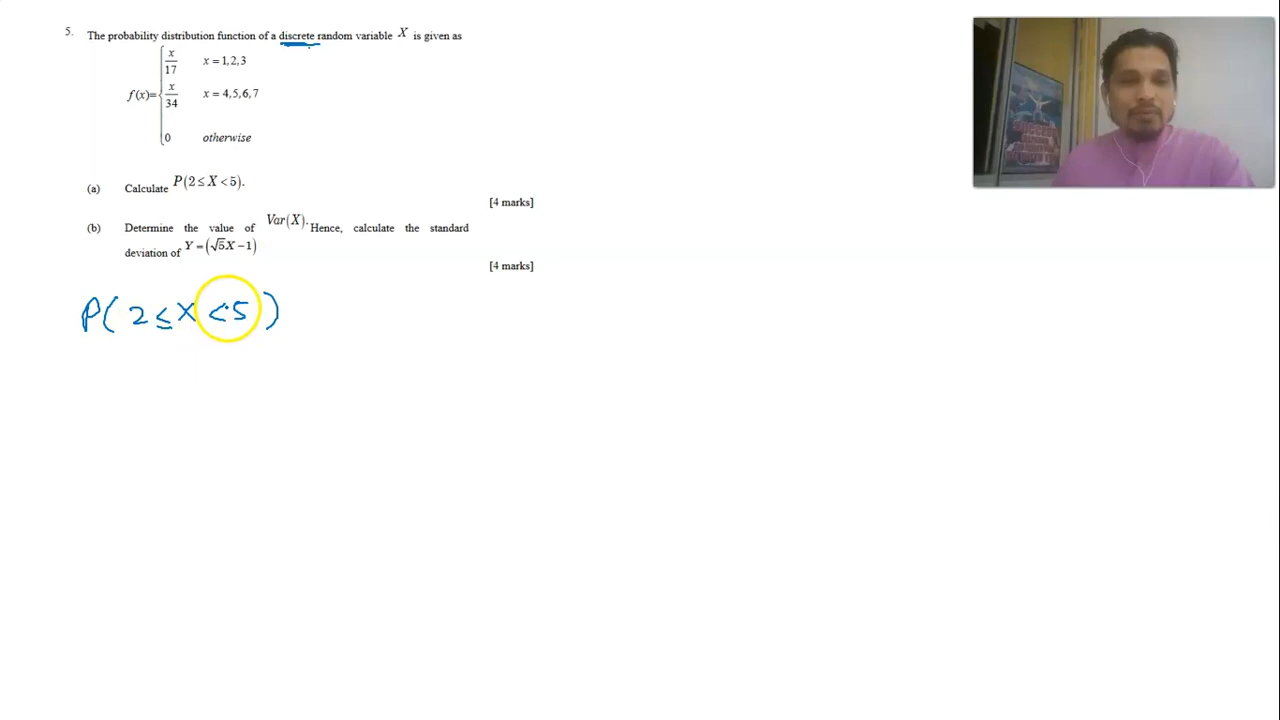 5. The probability distribution function of a discrete random variable X is given as
f(x)= { x/17 x = 1,2,3
x/34 x = 4,5,6,7
0 otherwise
(a) Calculate P(2 ≤ X < 5).
[4 marks]
(b) Determine the value of Var(X). Hence, calculate the standard
deviation of Y = (√5X − 1)
[4 marks]
P( 2 ≤ X < 5 )